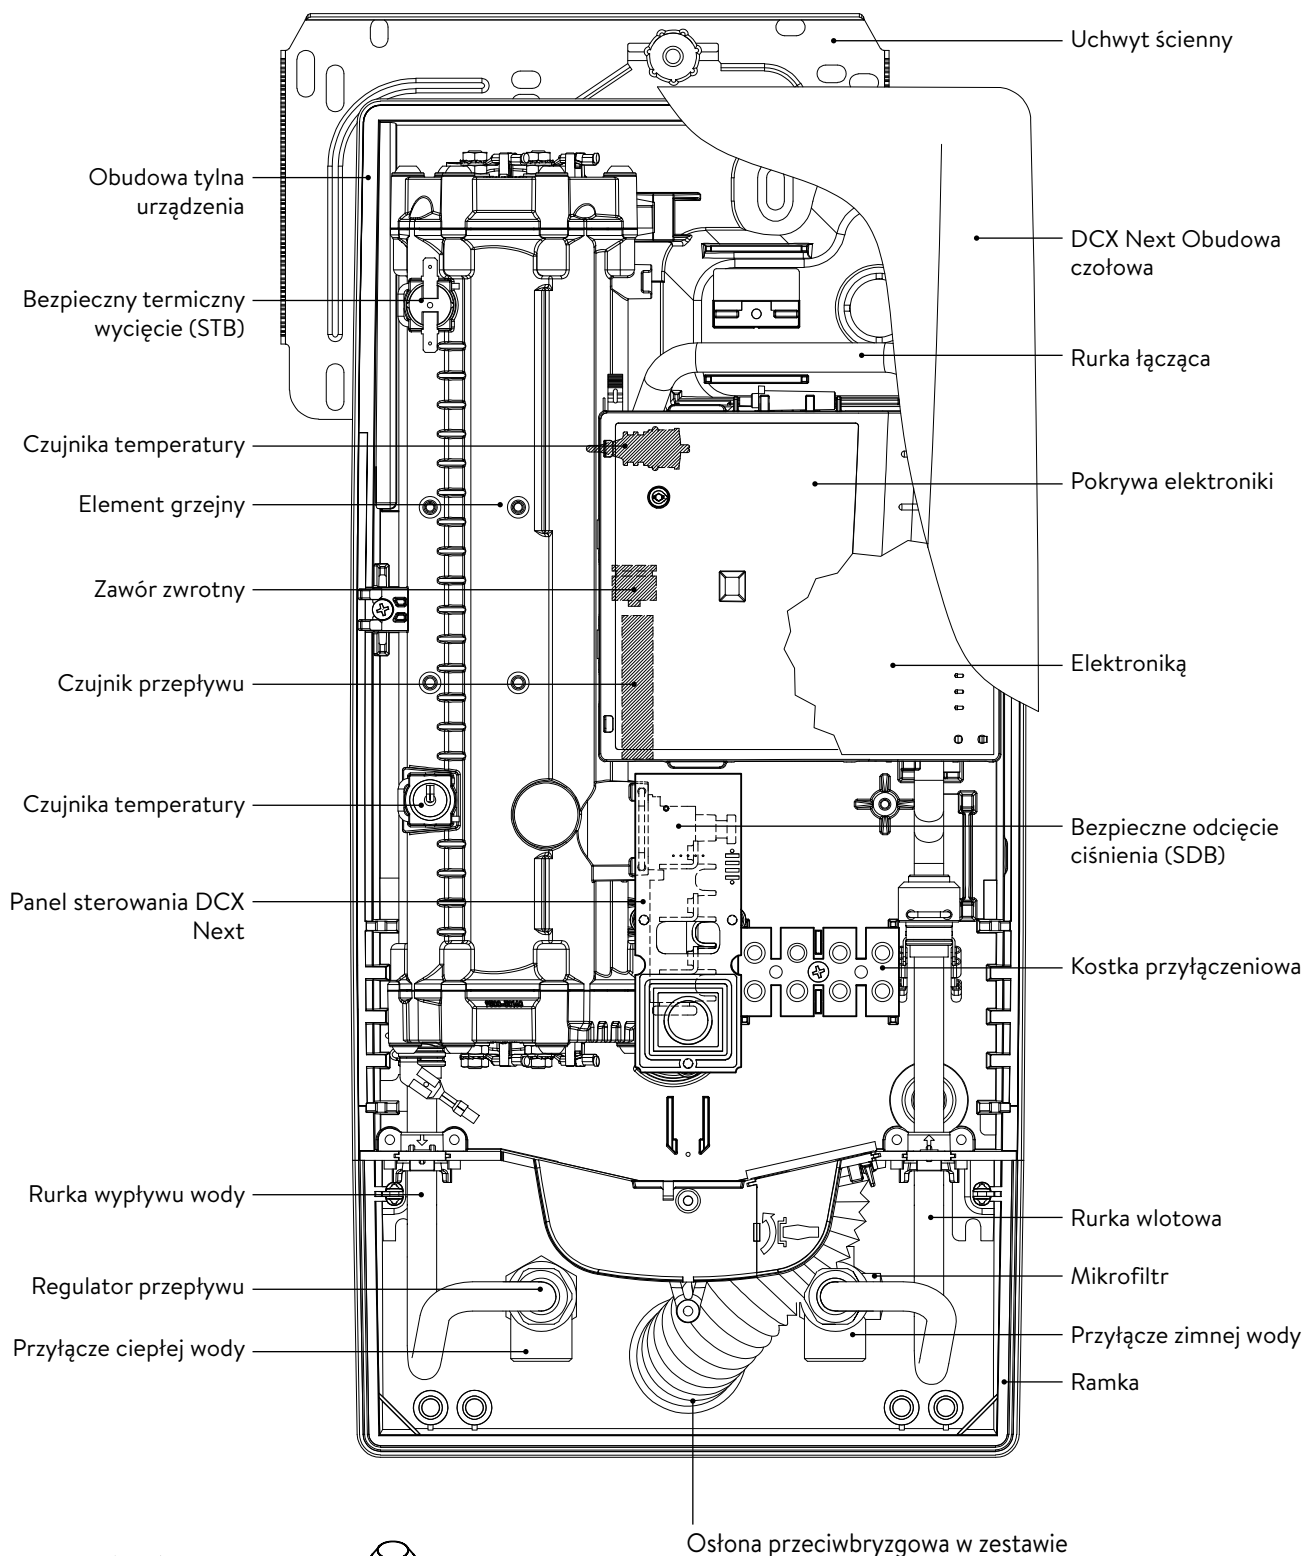 Uchwyt ścienny
Obudowa tylna
urządzenia
DCX Next Obudowa
czołowa
Bezpieczny termiczny
wycięcie (STB)
Rurka łącząca
Czujnika temperatury
Pokrywa elektroniki
Element grzejny
Zawór zwrotny
Elektroniką
Czujnik przepływu
Czujnika temperatury
Bezpieczne odcięcie
ciśnienia (SDB)
Panel sterowania DCX
Next
Kostka przyłączeniowa
Rurka wypływu wody
Rurka wlotowa
Regulator przepływu
Mikrofiltr
Przyłącze ciepłej wody
Przyłącze zimnej wody
Ramka
Osłona przeciwbryzgowa w zestawie